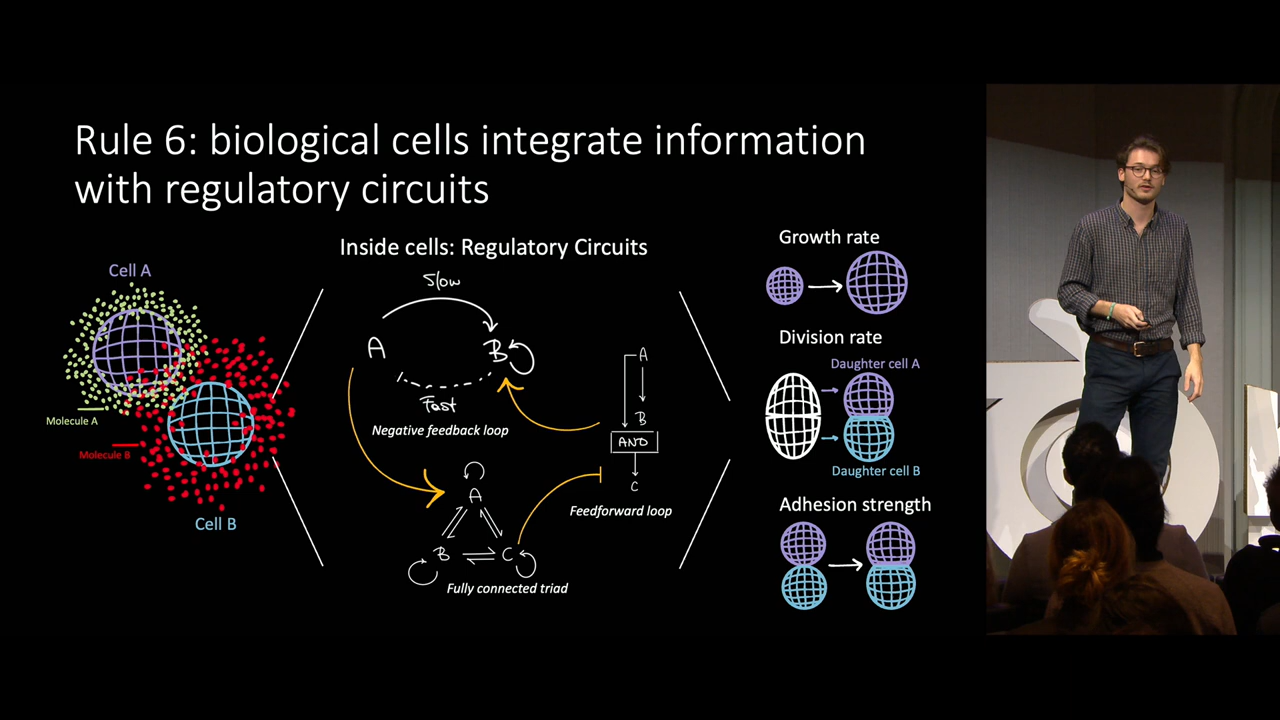 Rule 6: biological cells integrate information
with regulatory circuits
Inside cells: Regulatory Circuits
Cell A
Molecule A
Molecule B
Cell B
Slow
A
B
Fast
Negative feedback loop
A
B
C
Fully connected triad
A
B
AND
C
Feedforward loop
Growth rate
Division rate
Daughter cell A
Daughter cell B
Adhesion strength